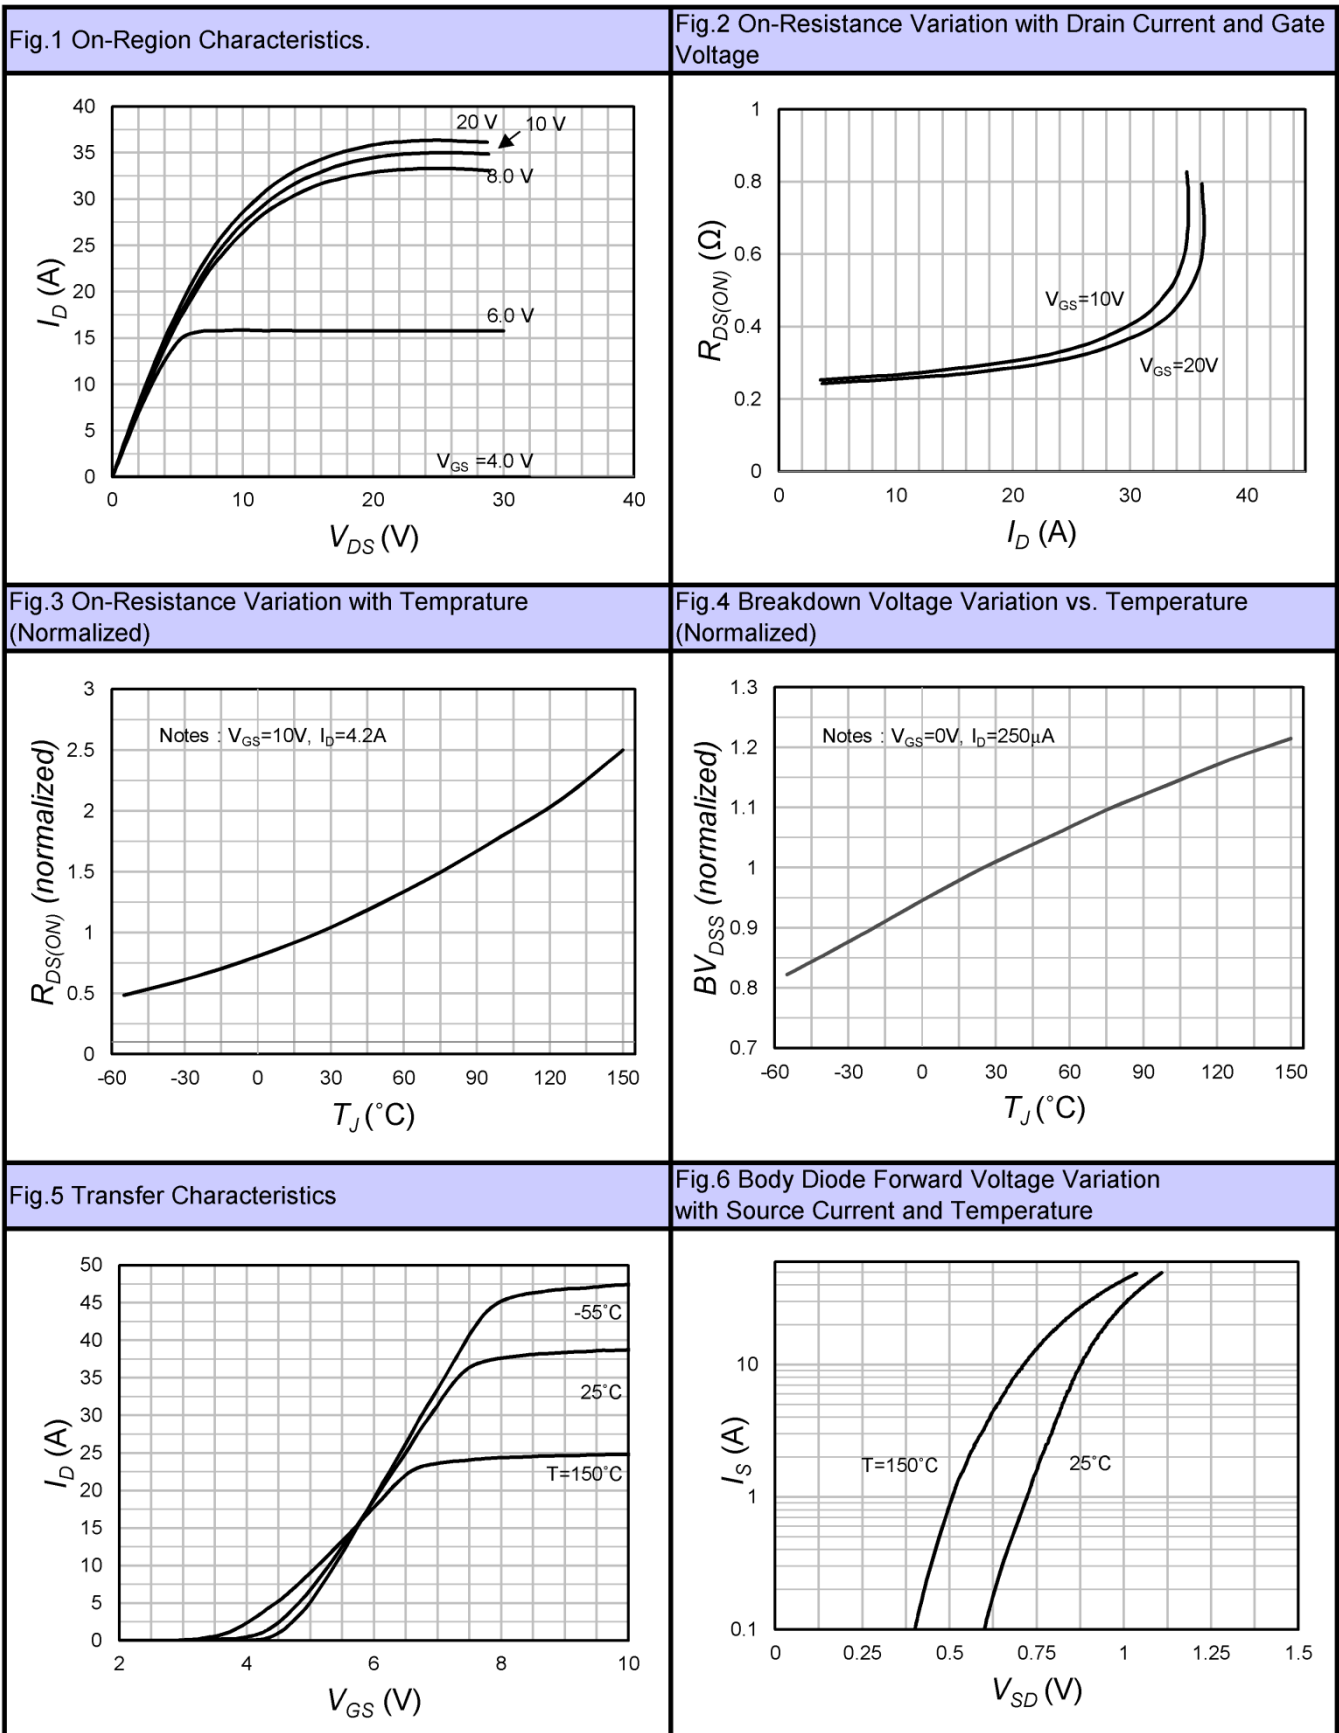 Fig.1 On-Region Characteristics.
Fig.2 On-Resistance Variation with Drain Current and Gate
Voltage
40
35
30
25
20
15
10
5
0
I_D (A)
20 V
10 V
8.0 V
6.0 V
V_GS =4.0 V
0
10
20
30
40
V_DS (V)
1
0.8
0.6
0.4
0.2
0
R_DS(ON) (Ω)
V_GS=10V
V_GS=20V
0
10
20
30
40
I_D (A)
Fig.3 On-Resistance Variation with Temprature
(Normalized)
Fig.4 Breakdown Voltage Variation vs. Temperature
(Normalized)
3
2.5
2
1.5
1
0.5
0
R_DS(ON) (normalized)
Notes : V_GS=10V, I_D=4.2A
-60
-30
0
30
60
90
120
150
T_J (˚C)
1.3
1.2
1.1
1
0.9
0.8
0.7
BV_DSS (normalized)
Notes : V_GS=0V, I_D=250µA
-60
-30
0
30
60
90
120
150
T_J (˚C)
Fig.5 Transfer Characteristics
Fig.6 Body Diode Forward Voltage Variation
with Source Current and Temperature
50
45
40
35
30
25
20
15
10
5
0
I_D (A)
-55˚C
25˚C
T=150˚C
2
4
6
8
10
V_GS (V)
10
1
0.1
I_S (A)
T=150˚C
25˚C
0
0.25
0.5
0.75
1
1.25
1.5
V_SD (V)